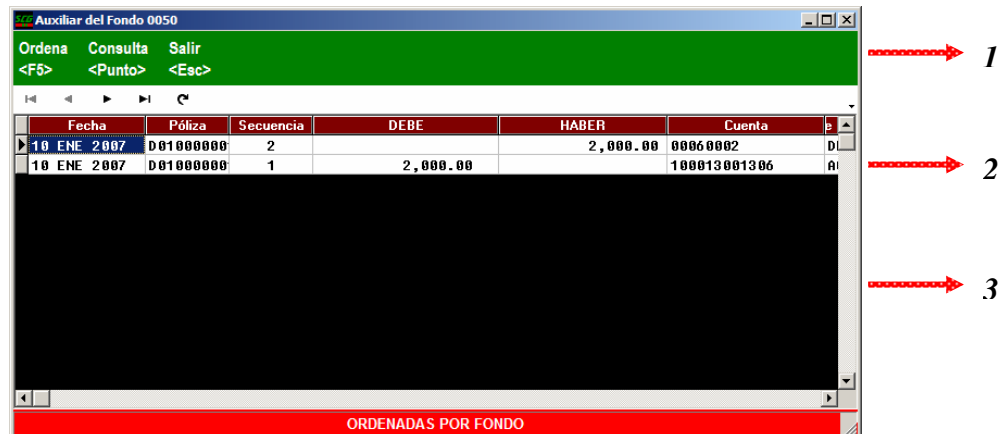 SCG Auxiliar del Fondo 0050
Ordena Consulta Salir
<F5> <Punto> <Esc>
1
Fecha Póliza Secuencia DEBE HABER Cuenta e
10 ENE 2007 D01000000 2 2,000.00 00060002
10 ENE 2007 D01000000 1 2,000.00 100013001306
2
3
ORDENADAS POR FONDO